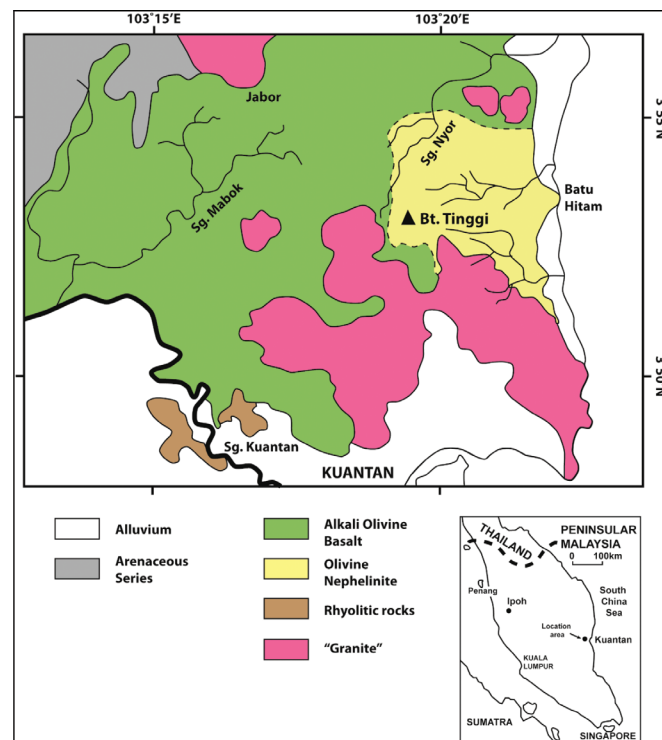 103°15'E
103°20'E
Jabor
Sg. Nyor
Sg. Mabok
Bt. Tinggi
Batu
Hitam
3°55'N
3°50'N
Sg. Kuantan
KUANTAN
Alluvium
Arenaceous
Series
Alkali Olivine
Basalt
Olivine
Nephelinite
Rhyolitic rocks
"Granite"
THAILAND
PENINSULAR
MALAYSIA
0 100km
Penang
Ipoh
South
China
Sea
Location
area
Kuantan
KUALA
LUMPUR
SUMATRA
SINGAPORE